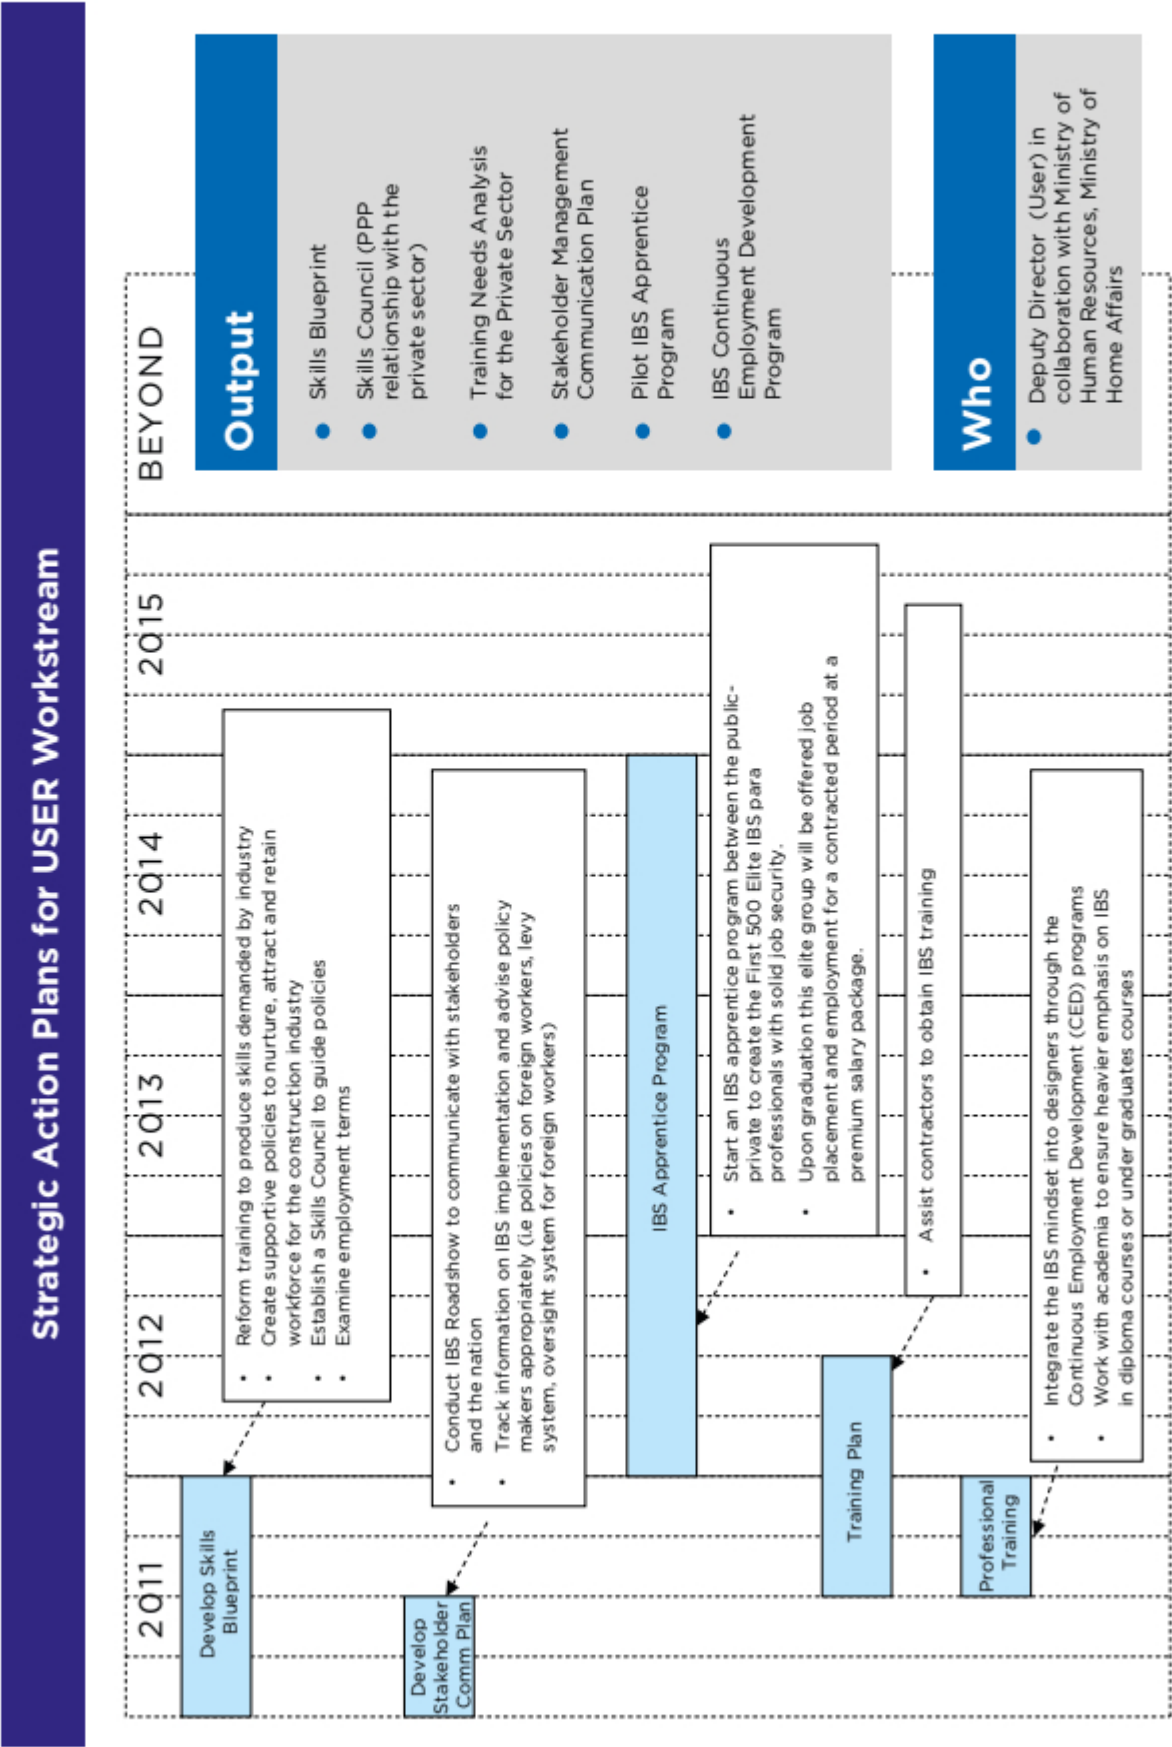 Strategic Action Plans for USER Workstream
2011
2012
2013
2014
2015
BEYOND
Develop Skills
Blueprint
• Reform training to produce skills demanded by industry
• Create supportive policies to nurture, attract and retain
workforce for the construction industry
• Establish a Skills Council to guide policies
• Examine employment terms
Develop
Stakeholder
Comm Plan
• Conduct IBS Roadshow to communicate with stakeholders
and the nation
• Track information on IBS implementation and advise policy
makers appropriately (i.e policies on foreign workers, levy
system, oversight system for foreign workers)
IBS Apprentice Program
• Start an IBS apprentice program between the public-
private to create the First 500 Elite IBS para
professionals with solid job security.
• Upon graduation this elite group will be offered job
placement and employment for a contracted period at a
premium salary package.
Training Plan
• Assist contractors to obtain IBS training
Professional
Training
• Integrate the IBS mindset into designers through the
Continuous Employment Development (CED) programs
• Work with academia to ensure heavier emphasis on IBS
in diploma courses or under graduates courses
Output
• Skills Blueprint
• Skills Council (PPP
relationship with the
private sector)
• Training Needs Analysis
for the Private Sector
• Stakeholder Management
Communication Plan
• Pilot IBS Apprentice
Program
• IBS Continuous
Employment Development
Program
Who
• Deputy Director (User) in
collaboration with Ministry of
Human Resources, Ministry of
Home Affairs